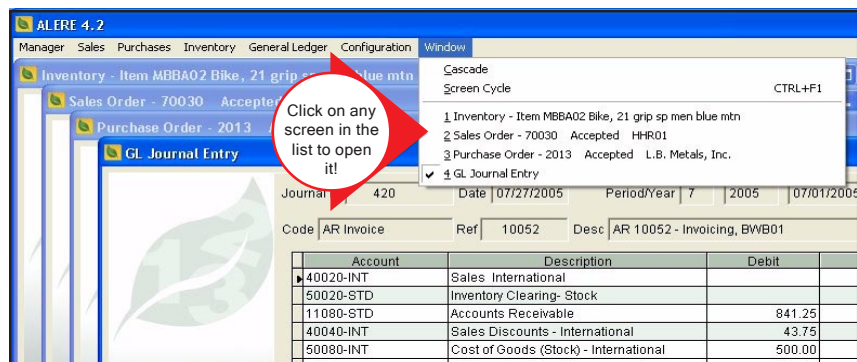 ALERE 4.2
Manager Sales Purchases Inventory General Ledger Configuration Window
Inventory - Item MBBA02 Bike, 21 grip sp men blue mtn
Cascade
Screen Cycle CTRL+F1
Sales Order - 70030 Accepted
1 Inventory - Item MBBA02 Bike, 21 grip sp men blue mtn
2 Sales Order - 70030 Accepted HHR01
Purchase Order - 2013
3 Purchase Order - 2013 Accepted L.B. Metals, Inc.
GL Journal Entry
4 GL Journal Entry
Click on any
screen in the
list to open
it!
Journal 420 Date 07/27/2005 Period/Year 7 2005 07/01/2005
Code AR Invoice Ref 10052 Desc AR 10052 - Invoicing, BWB01
Account Description Debit
40020-INT Sales International
50020-STD Inventory Clearing- Stock
11080-STD Accounts Receivable 841.25
40040-INT Sales Discounts - International 43.75
50080-INT Cost of Goods (Stock) - International 500.00